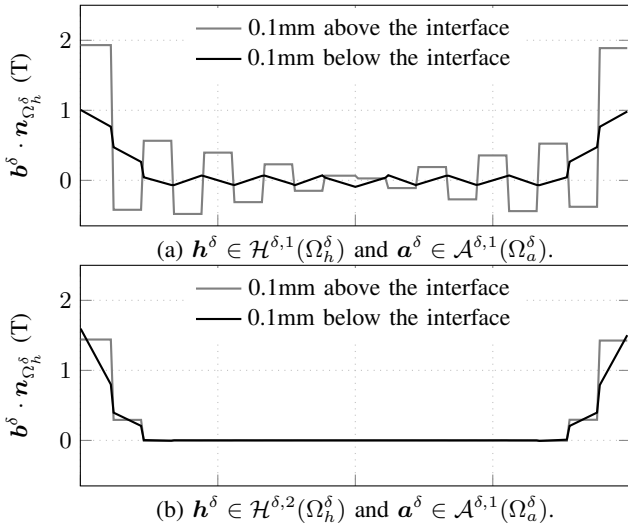 2
1
0
b^δ · n_{Ω_h^δ} (T)
0.1mm above the interface
0.1mm below the interface
(a) h^δ ∈ H^{δ,1}(Ω_h^δ) and a^δ ∈ A^{δ,1}(Ω_a^δ).
2
1
0
b^δ · n_{Ω_h^δ} (T)
0.1mm above the interface
0.1mm below the interface
(b) h^δ ∈ H^{δ,2}(Ω_h^δ) and a^δ ∈ A^{δ,1}(Ω_a^δ).